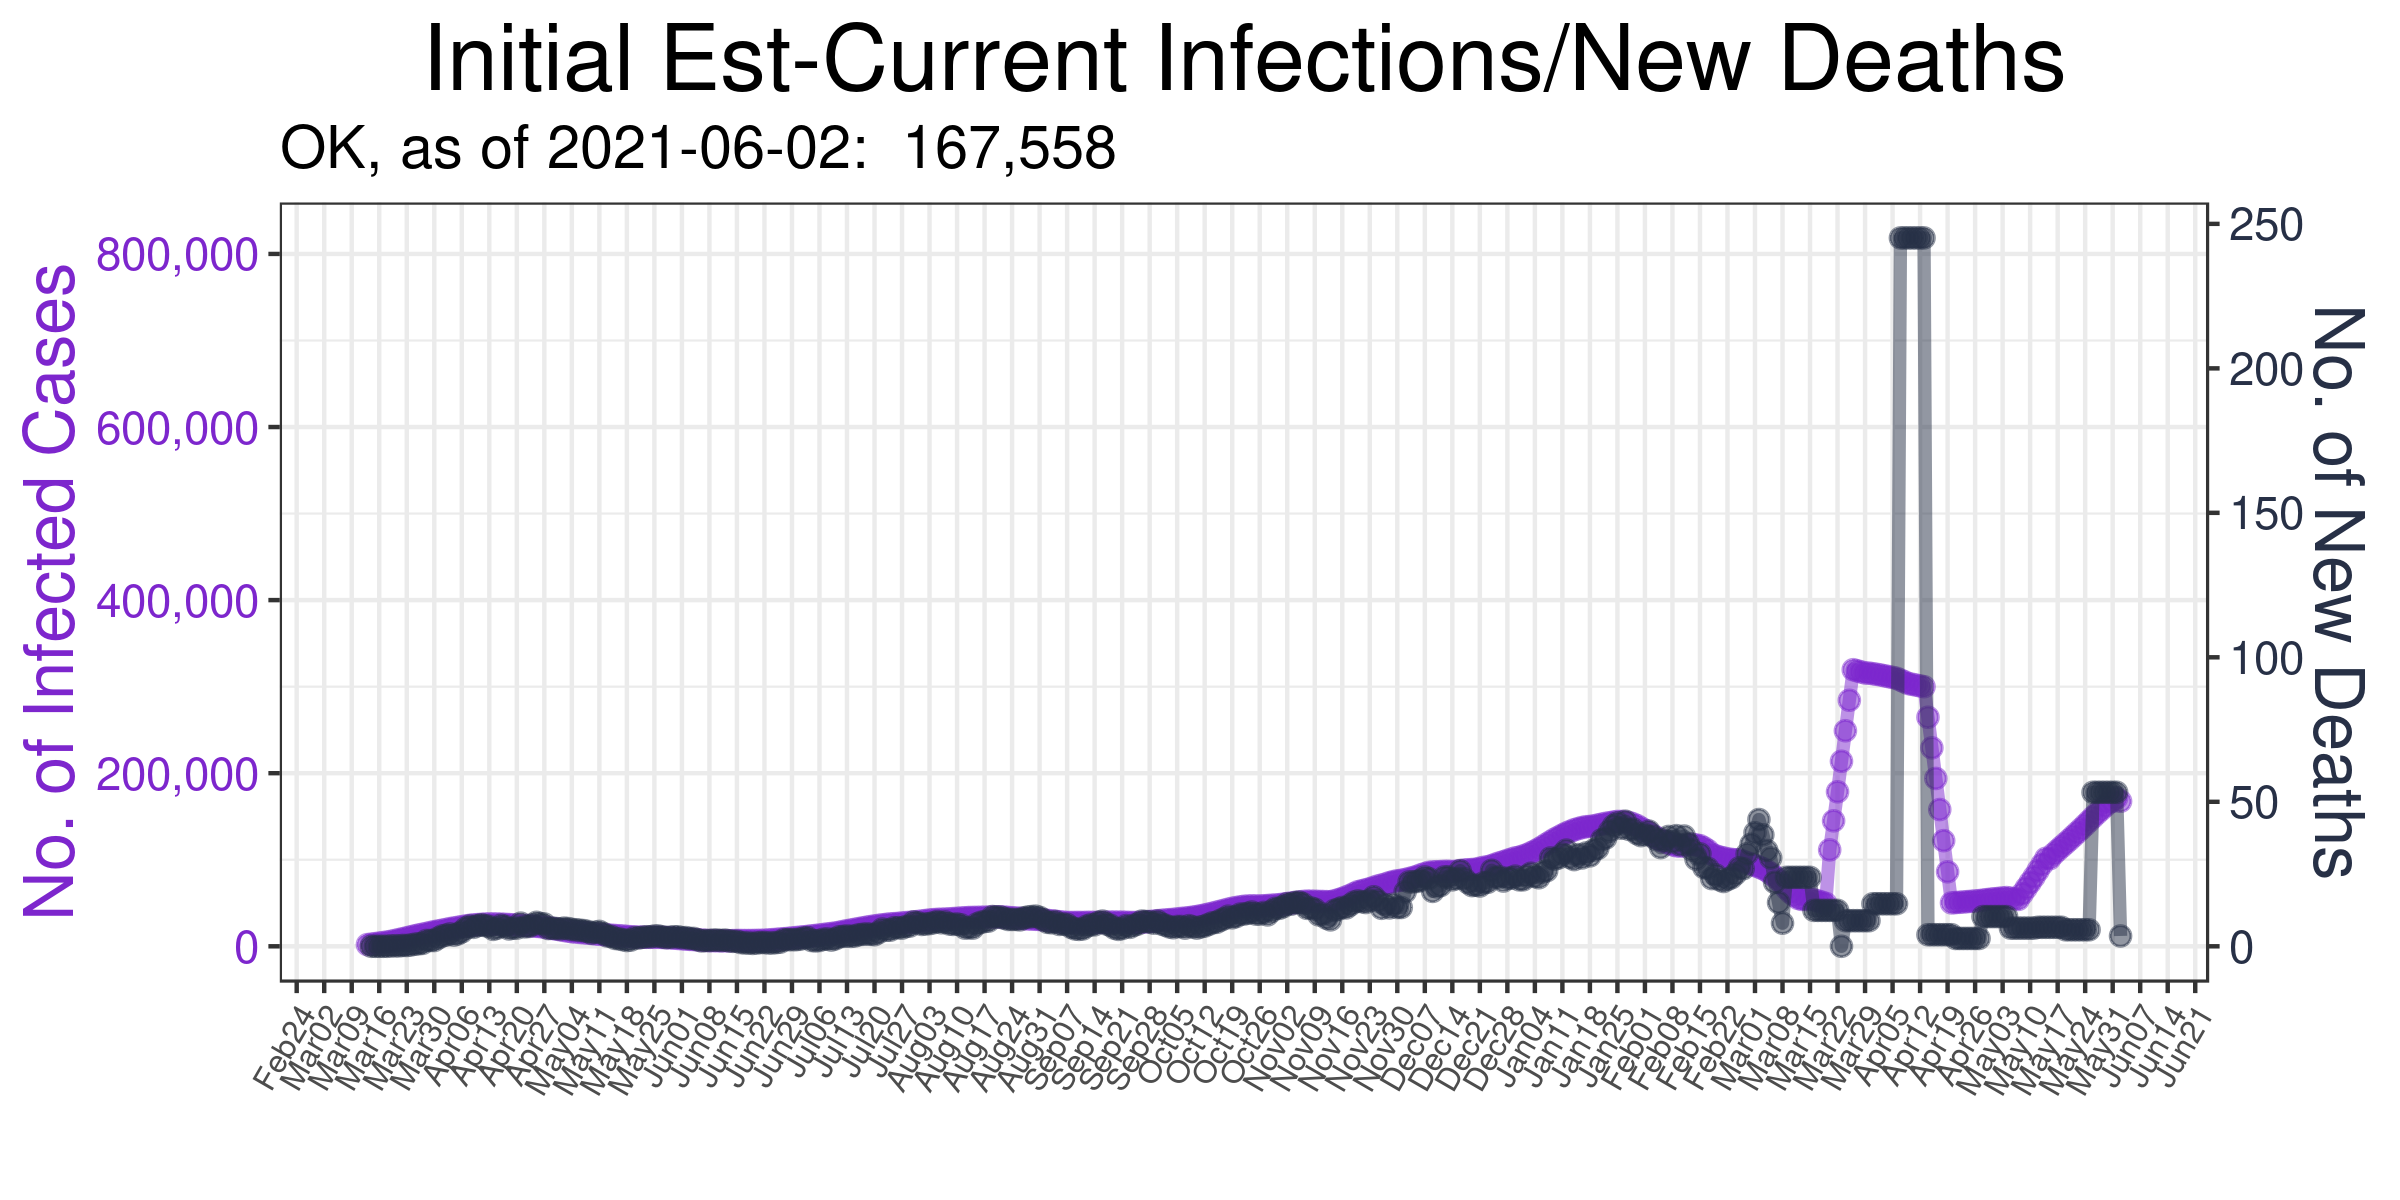 Initial Est-Current Infections/New Deaths
OK, as of 2021-06-02:  167,558
No. of Infected Cases
800,000
600,000
400,000
200,000
0
250
200
150
100
50
0
No. of New Deaths
Feb24
Mar02
Mar09
Mar16
Mar23
Mar30
Apr06
Apr13
Apr20
Apr27
May04
May11
May18
May25
Jun01
Jun08
Jun15
Jun22
Jun29
Jul06
Jul13
Jul20
Jul27
Aug03
Aug10
Aug17
Aug24
Aug31
Sep07
Sep14
Sep21
Sep28
Oct05
Oct12
Oct19
Oct26
Nov02
Nov09
Nov16
Nov23
Nov30
Dec07
Dec14
Dec21
Dec28
Jan04
Jan11
Jan18
Jan25
Feb01
Feb08
Feb15
Feb22
Mar01
Mar08
Mar15
Mar22
Mar29
Apr05
Apr12
Apr19
Apr26
May03
May10
May17
May24
May31
Jun07
Jun14
Jun21